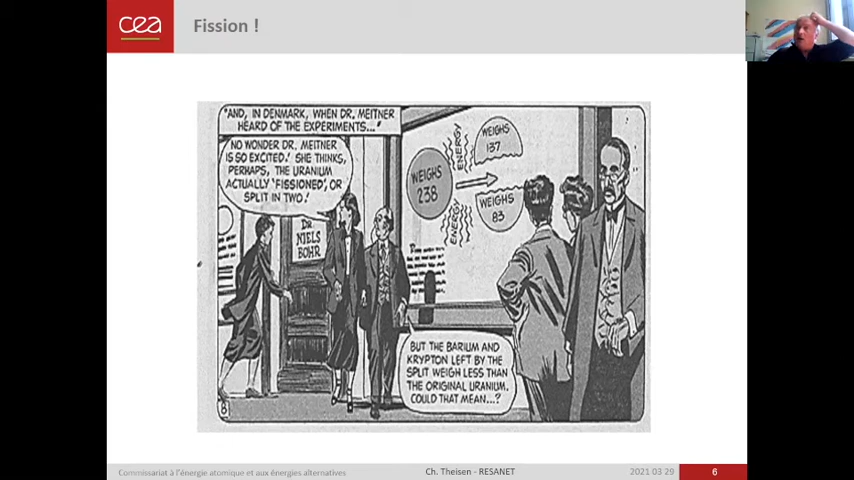 cea
Fission !
"AND, IN DENMARK, WHEN DR. MEITNER
HEARD OF THE EXPERIMENTS..."
NO WONDER DR. MEITNER
IS SO EXCITED! SHE THINKS,
PERHAPS, THE URANIUM
ACTUALLY 'FISSIONED', OR
SPLIT IN TWO!
DR.
NIELS
BOHR
WEIGHS
238
ENERGY
ENERGY
WEIGHS
137
WEIGHS
83
BUT THE BARIUM AND
KRYPTON LEFT BY THE
SPLIT WEIGH LESS THAN
THE ORIGINAL URANIUM.
COULD THAT MEAN...?
8
Commissariat à l'énergie atomique et aux énergies alternatives
Ch. Theisen - RESANET
2021 03 29
6